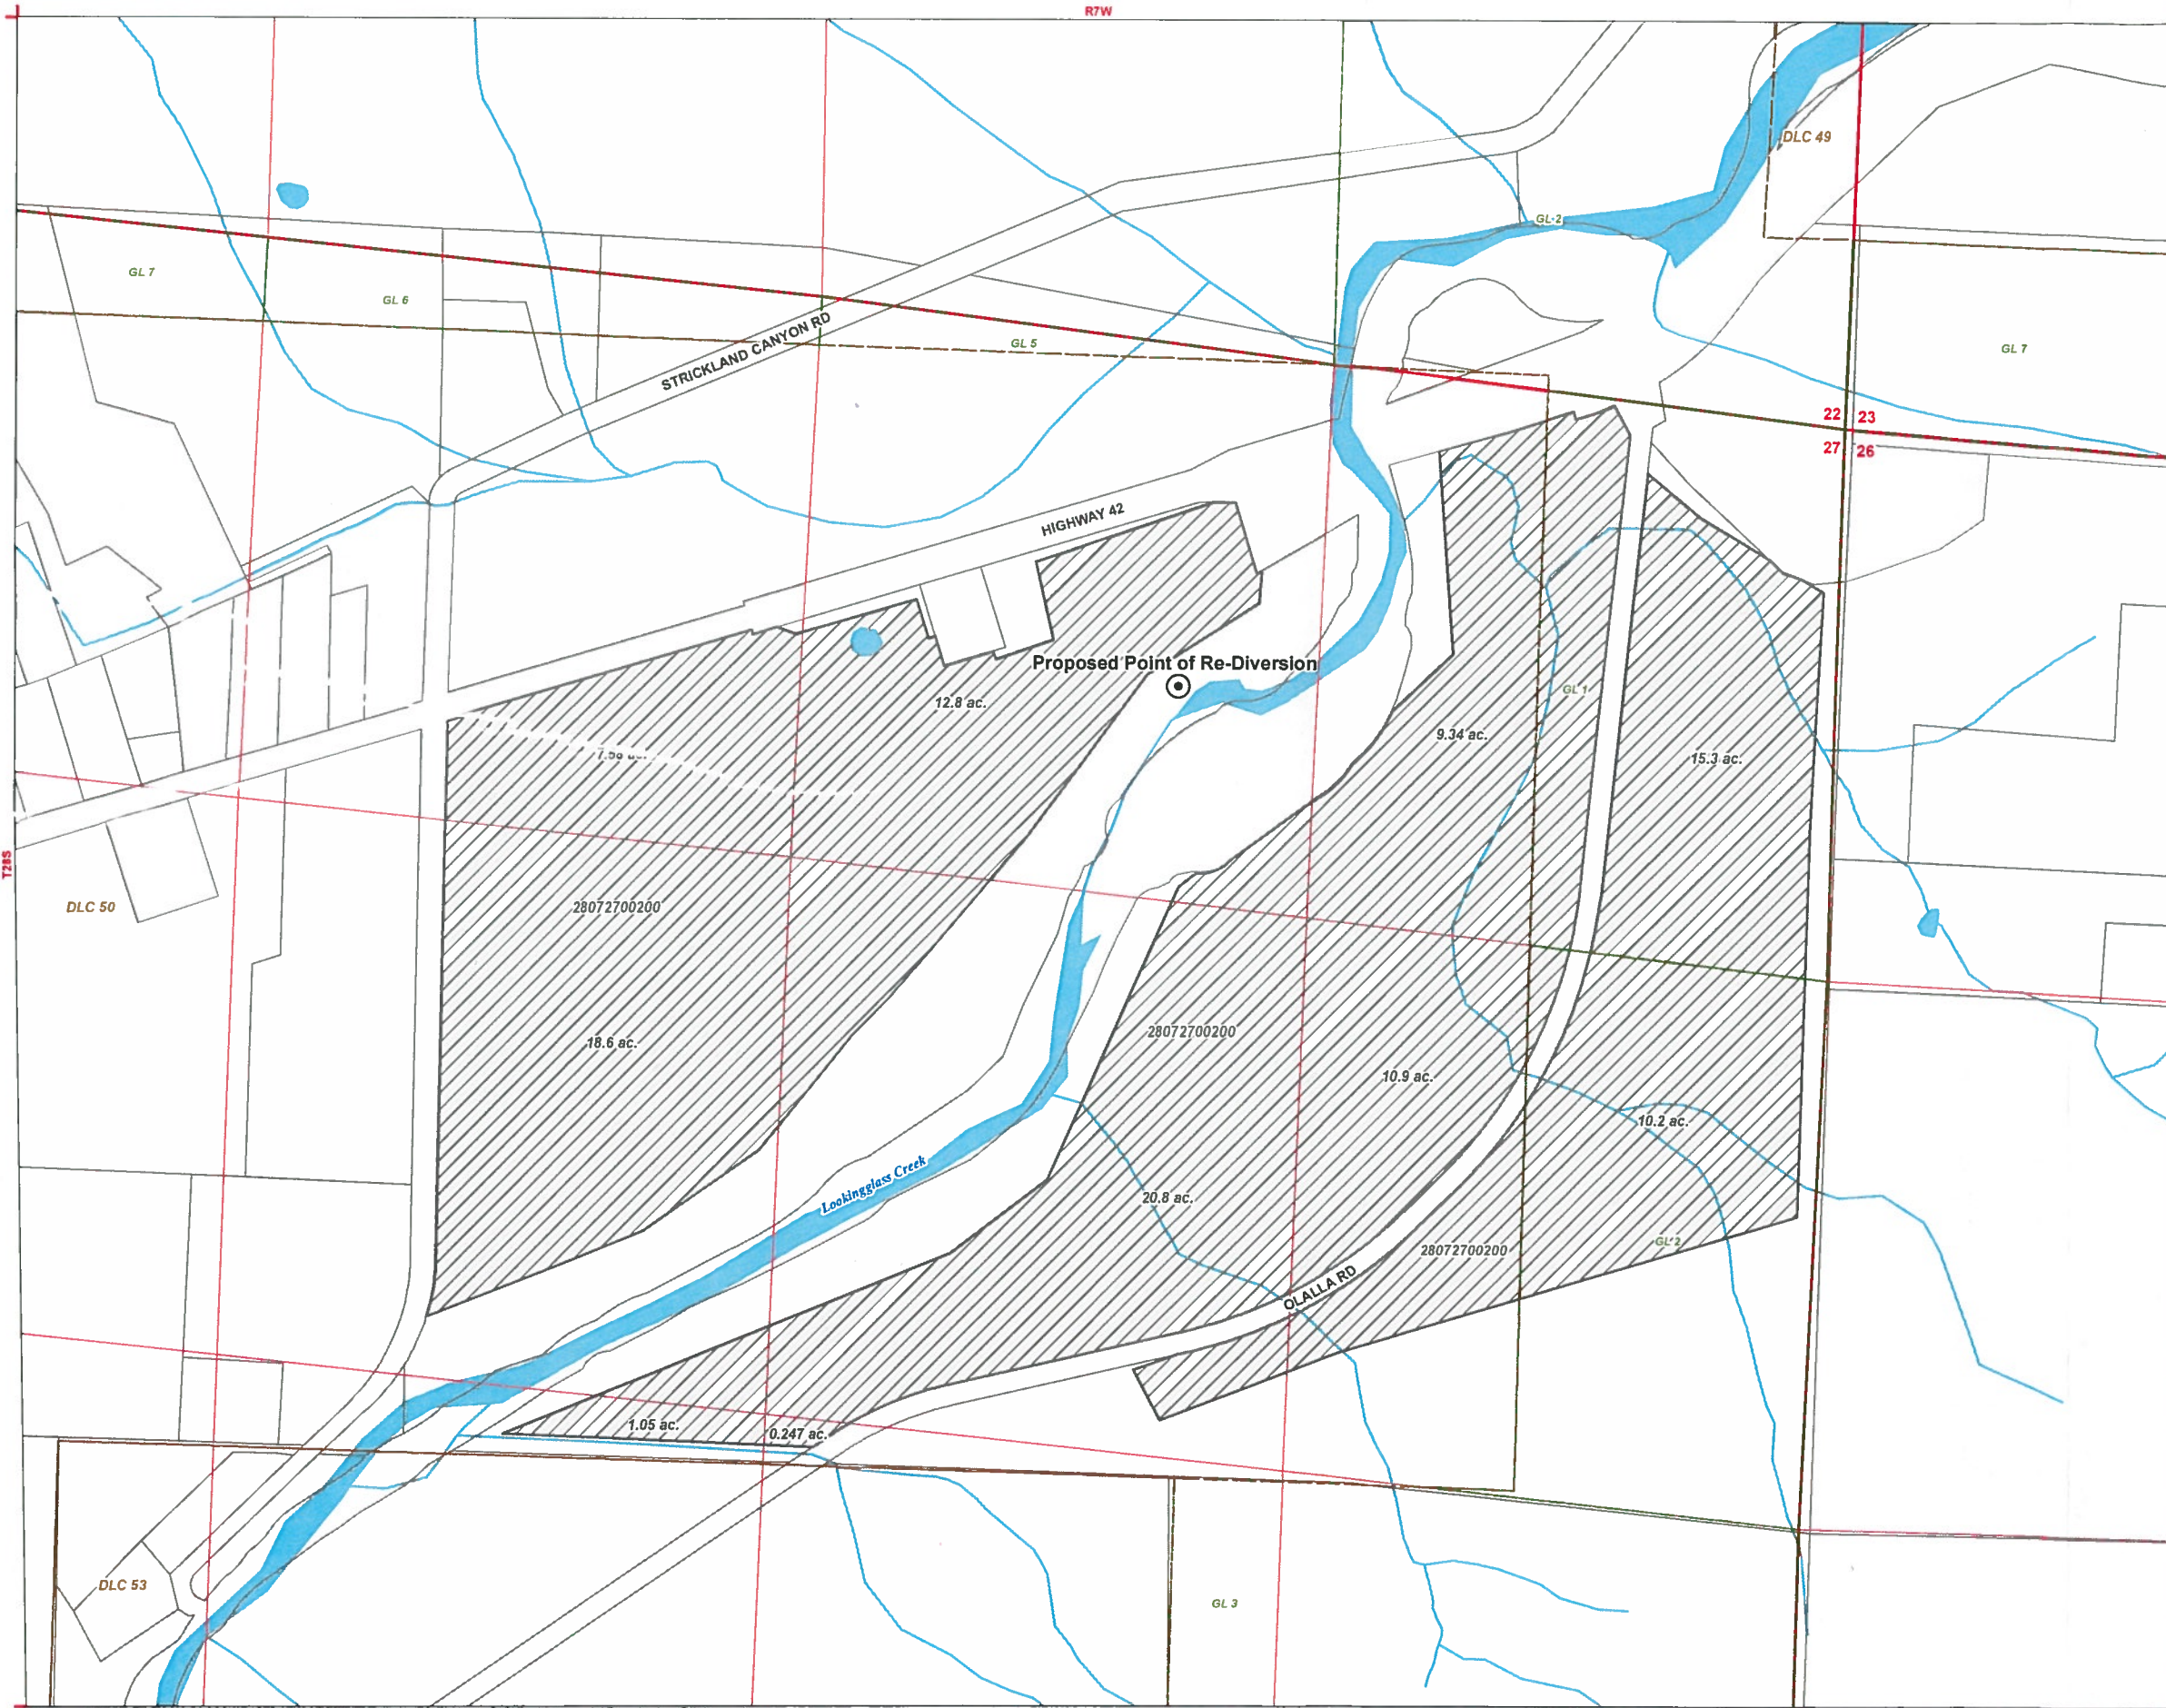 R7W
DLC 49
GL 2
GL 7
GL 6
STRICKLAND CANYON RD
GL 5
GL 7
22 23
27 26
HIGHWAY 42
Proposed Point of Re-Diversion
GL 1
12.8 ac.
9.34 ac.
15.3 ac.
T28S
DLC 50
28072700200
28072700200
18.6 ac.
10.9 ac.
10.2 ac.
Lookingglass Creek
20.8 ac.
GL 2
28072700200
OLALLA RD
1.05 ac.
0.247 ac.
DLC 53
GL 3